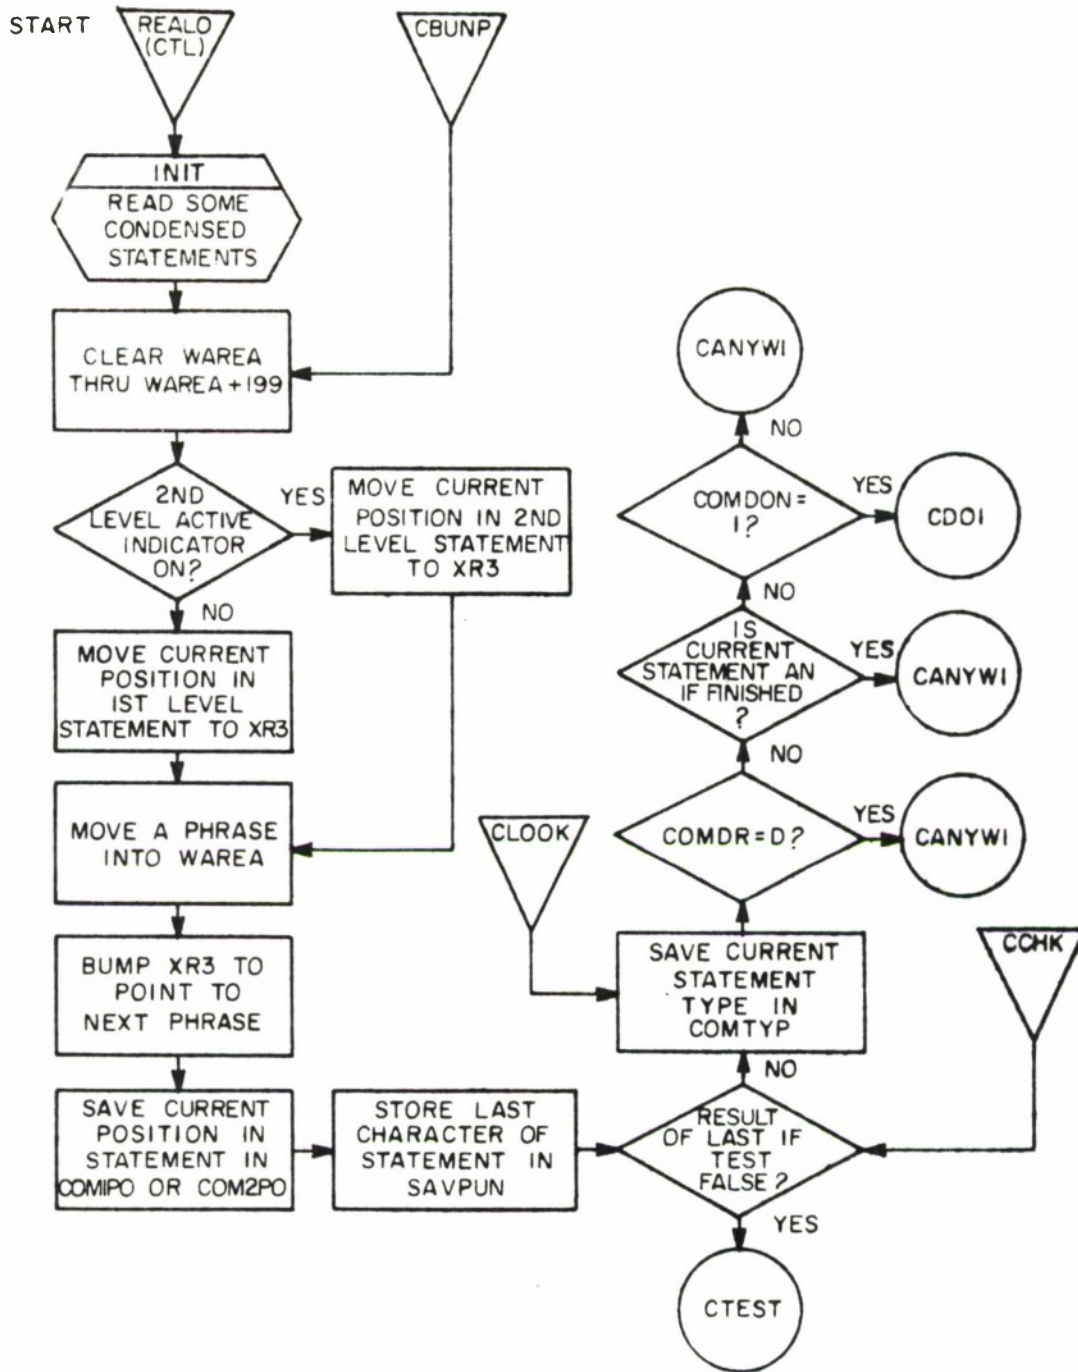 START
REALO
(CTL)
CBUNP
INIT
READ SOME
CONDENSED
STATEMENTS
CLEAR WAREA
THRU WAREA+199
2ND
LEVEL ACTIVE
INDICATOR
ON?
YES
MOVE CURRENT
POSITION IN 2ND
LEVEL STATEMENT
TO XR3
NO
MOVE CURRENT
POSITION IN
1ST LEVEL
STATEMENT TO XR3
MOVE A PHRASE
INTO WAREA
BUMP XR3 TO
POINT TO
NEXT PHRASE
SAVE CURRENT
POSITION IN
STATEMENT IN
COM1PO OR COM2PO
STORE LAST
CHARACTER OF
STATEMENT IN
SAVPUN
RESULT
OF LAST IF
TEST
FALSE?
YES
CTEST
CCHK
NO
SAVE CURRENT
STATEMENT
TYPE IN
COMTYP
CLOOK
COMDR=D?
YES
CANYW1
NO
IS
CURRENT
STATEMENT AN
IF FINISHED
?
YES
CANYW1
NO
COMDON=
1?
YES
CDO1
NO
CANYW1